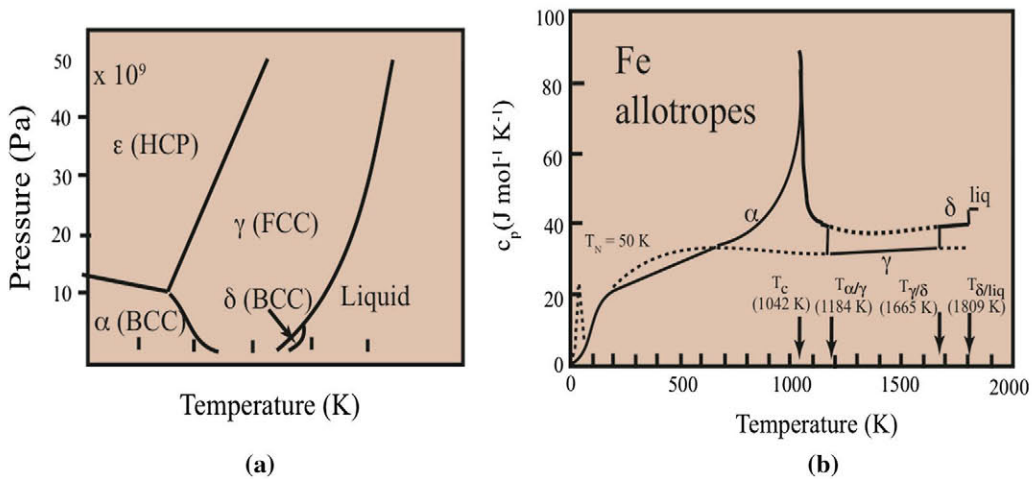 50
x 10⁹
40
ε (HCP)
30
20
γ (FCC)
δ (BCC)
Liquid
10
α (BCC)
Pressure (Pa)
Temperature (K)
(a)
100
Fe
allotropes
80
60
40
20
0
cₚ (J mol⁻¹ K⁻¹)
α
δ
liq
T_N = 50 K
γ
T_c
(1042 K)
T_α/γ
(1184 K)
T_γ/δ
(1665 K)
T_δ/liq
(1809 K)
0 500 1000 1500 2000
Temperature (K)
(b)